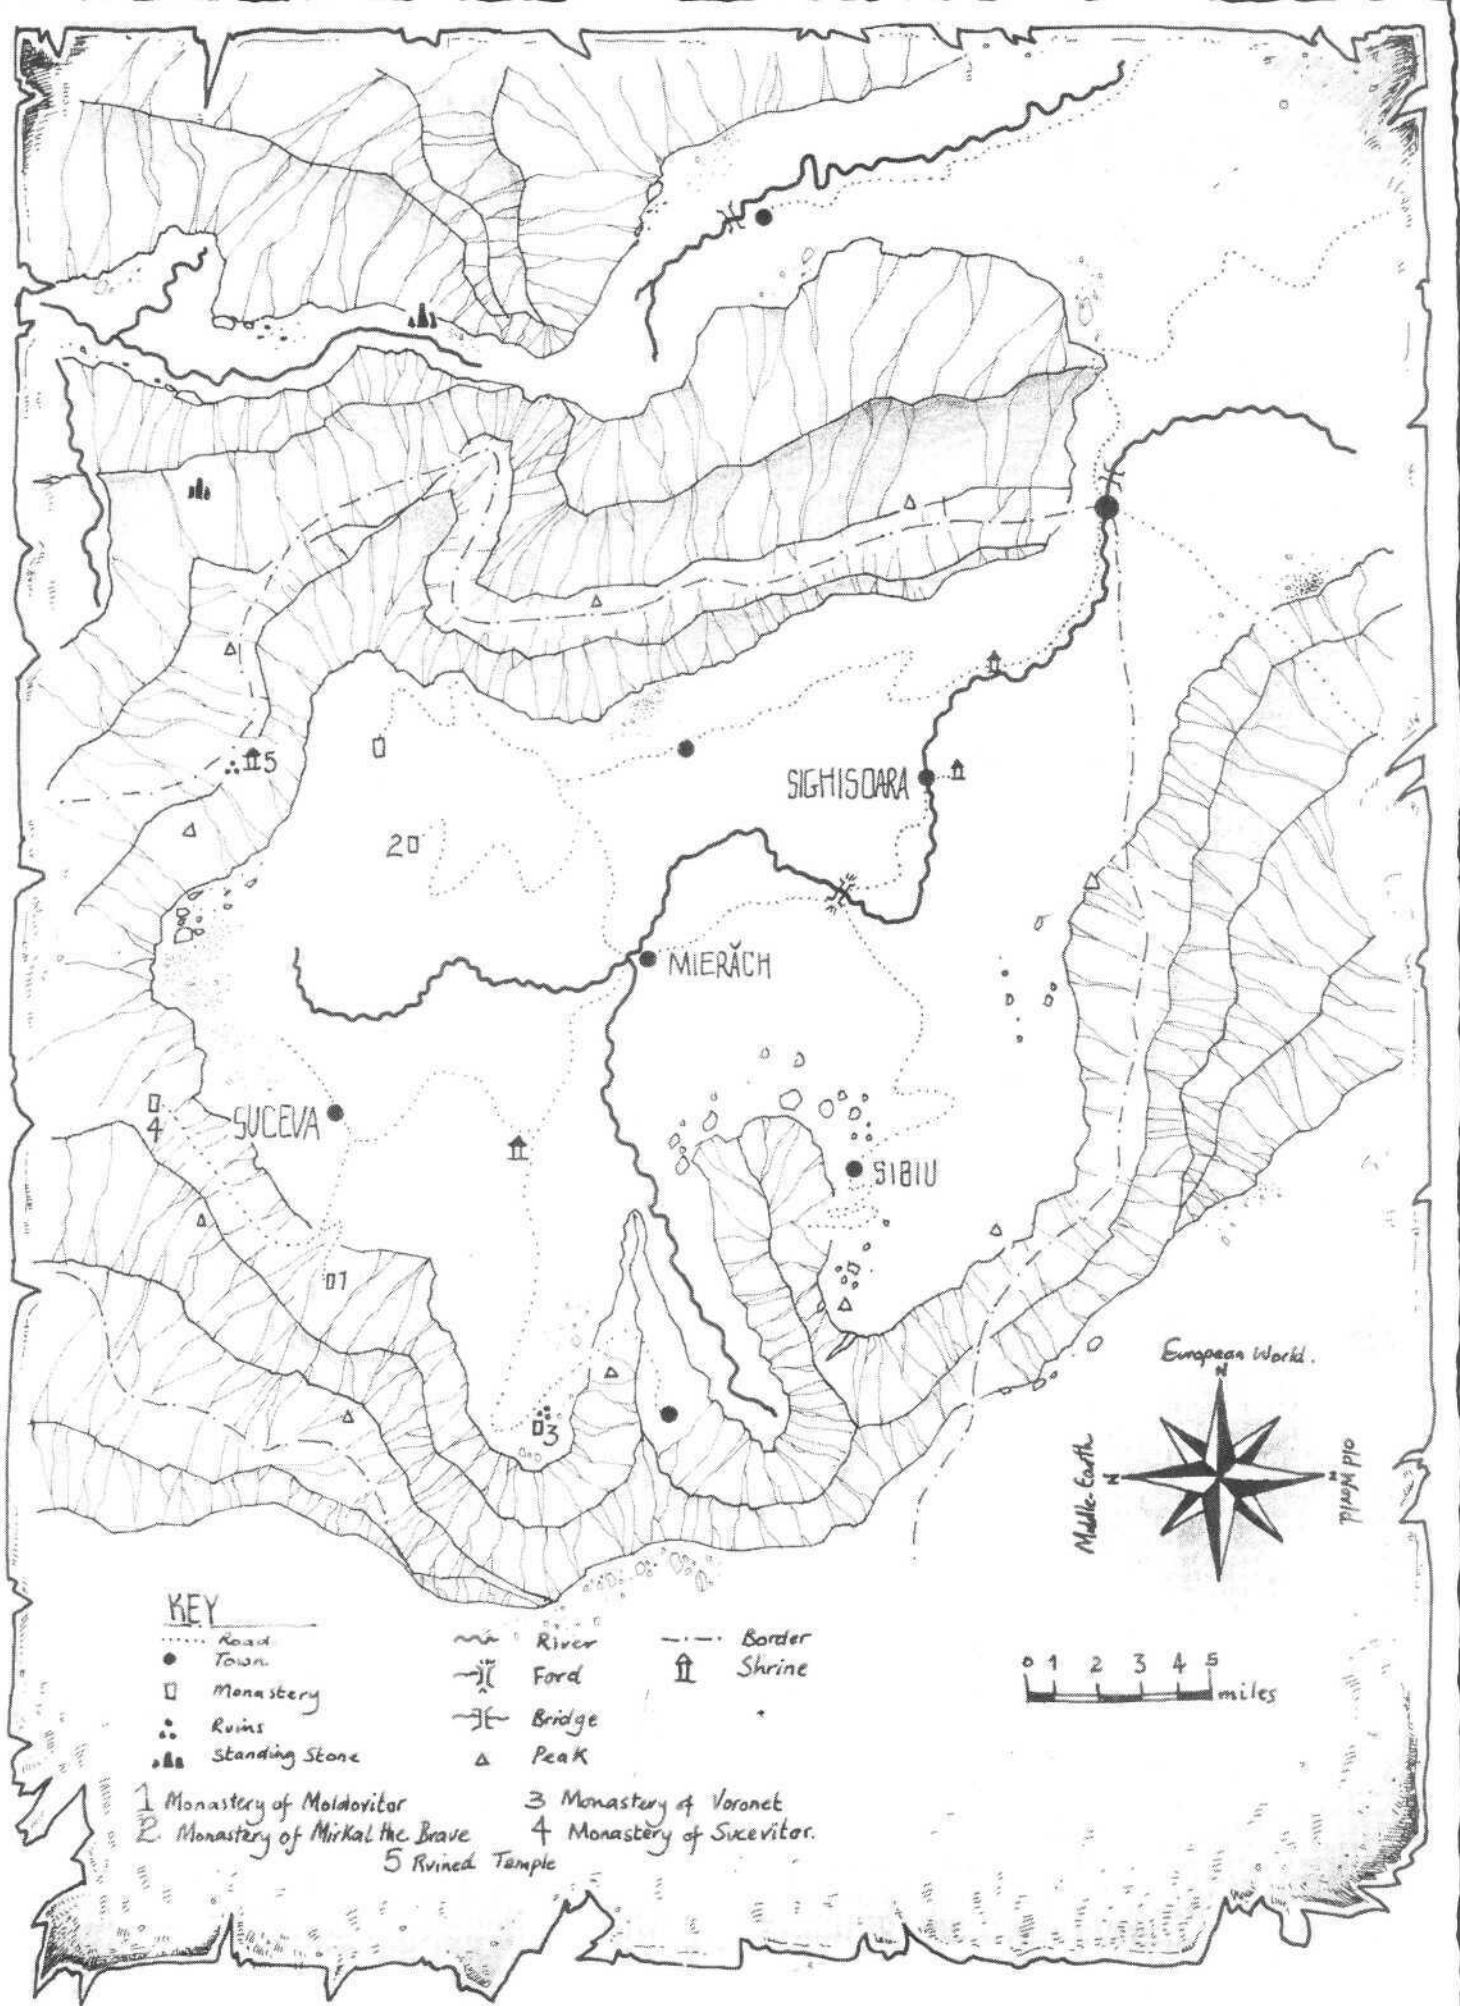 5
SIGHISOARA
2
MIERĂCH
SUCEVA
4
SIBIU
1
3
European World.
N
Middle-Earth
N
N
Old World
KEY
Road
Town
Monastery
Ruins
Standing Stone
River
Ford
Bridge
Peak
Border
Shrine
0 1 2 3 4 5
miles
1 Monastery of Moldovitor
2 Monastery of Mirkal the Brave
3 Monastery of Voronet
4 Monastery of Sucevitor.
5 Ruined Temple